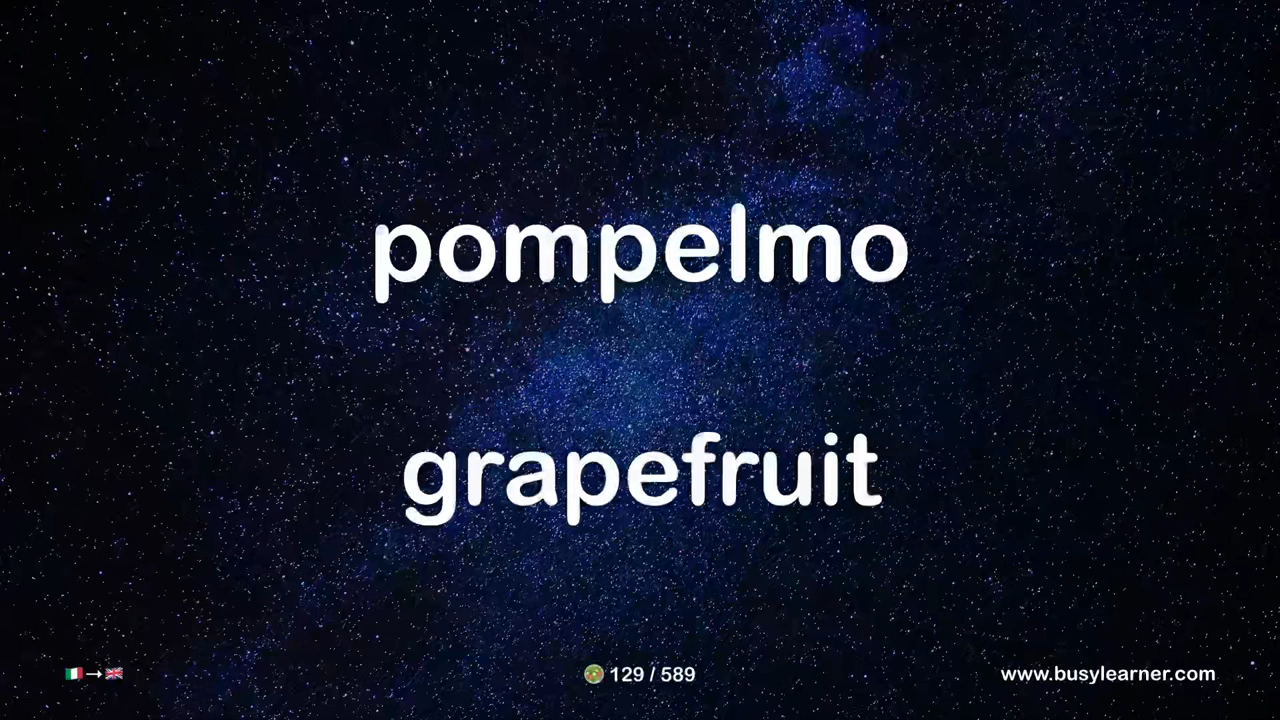 pompelmo
grapefruit
→
129 / 589
www.busylearner.com